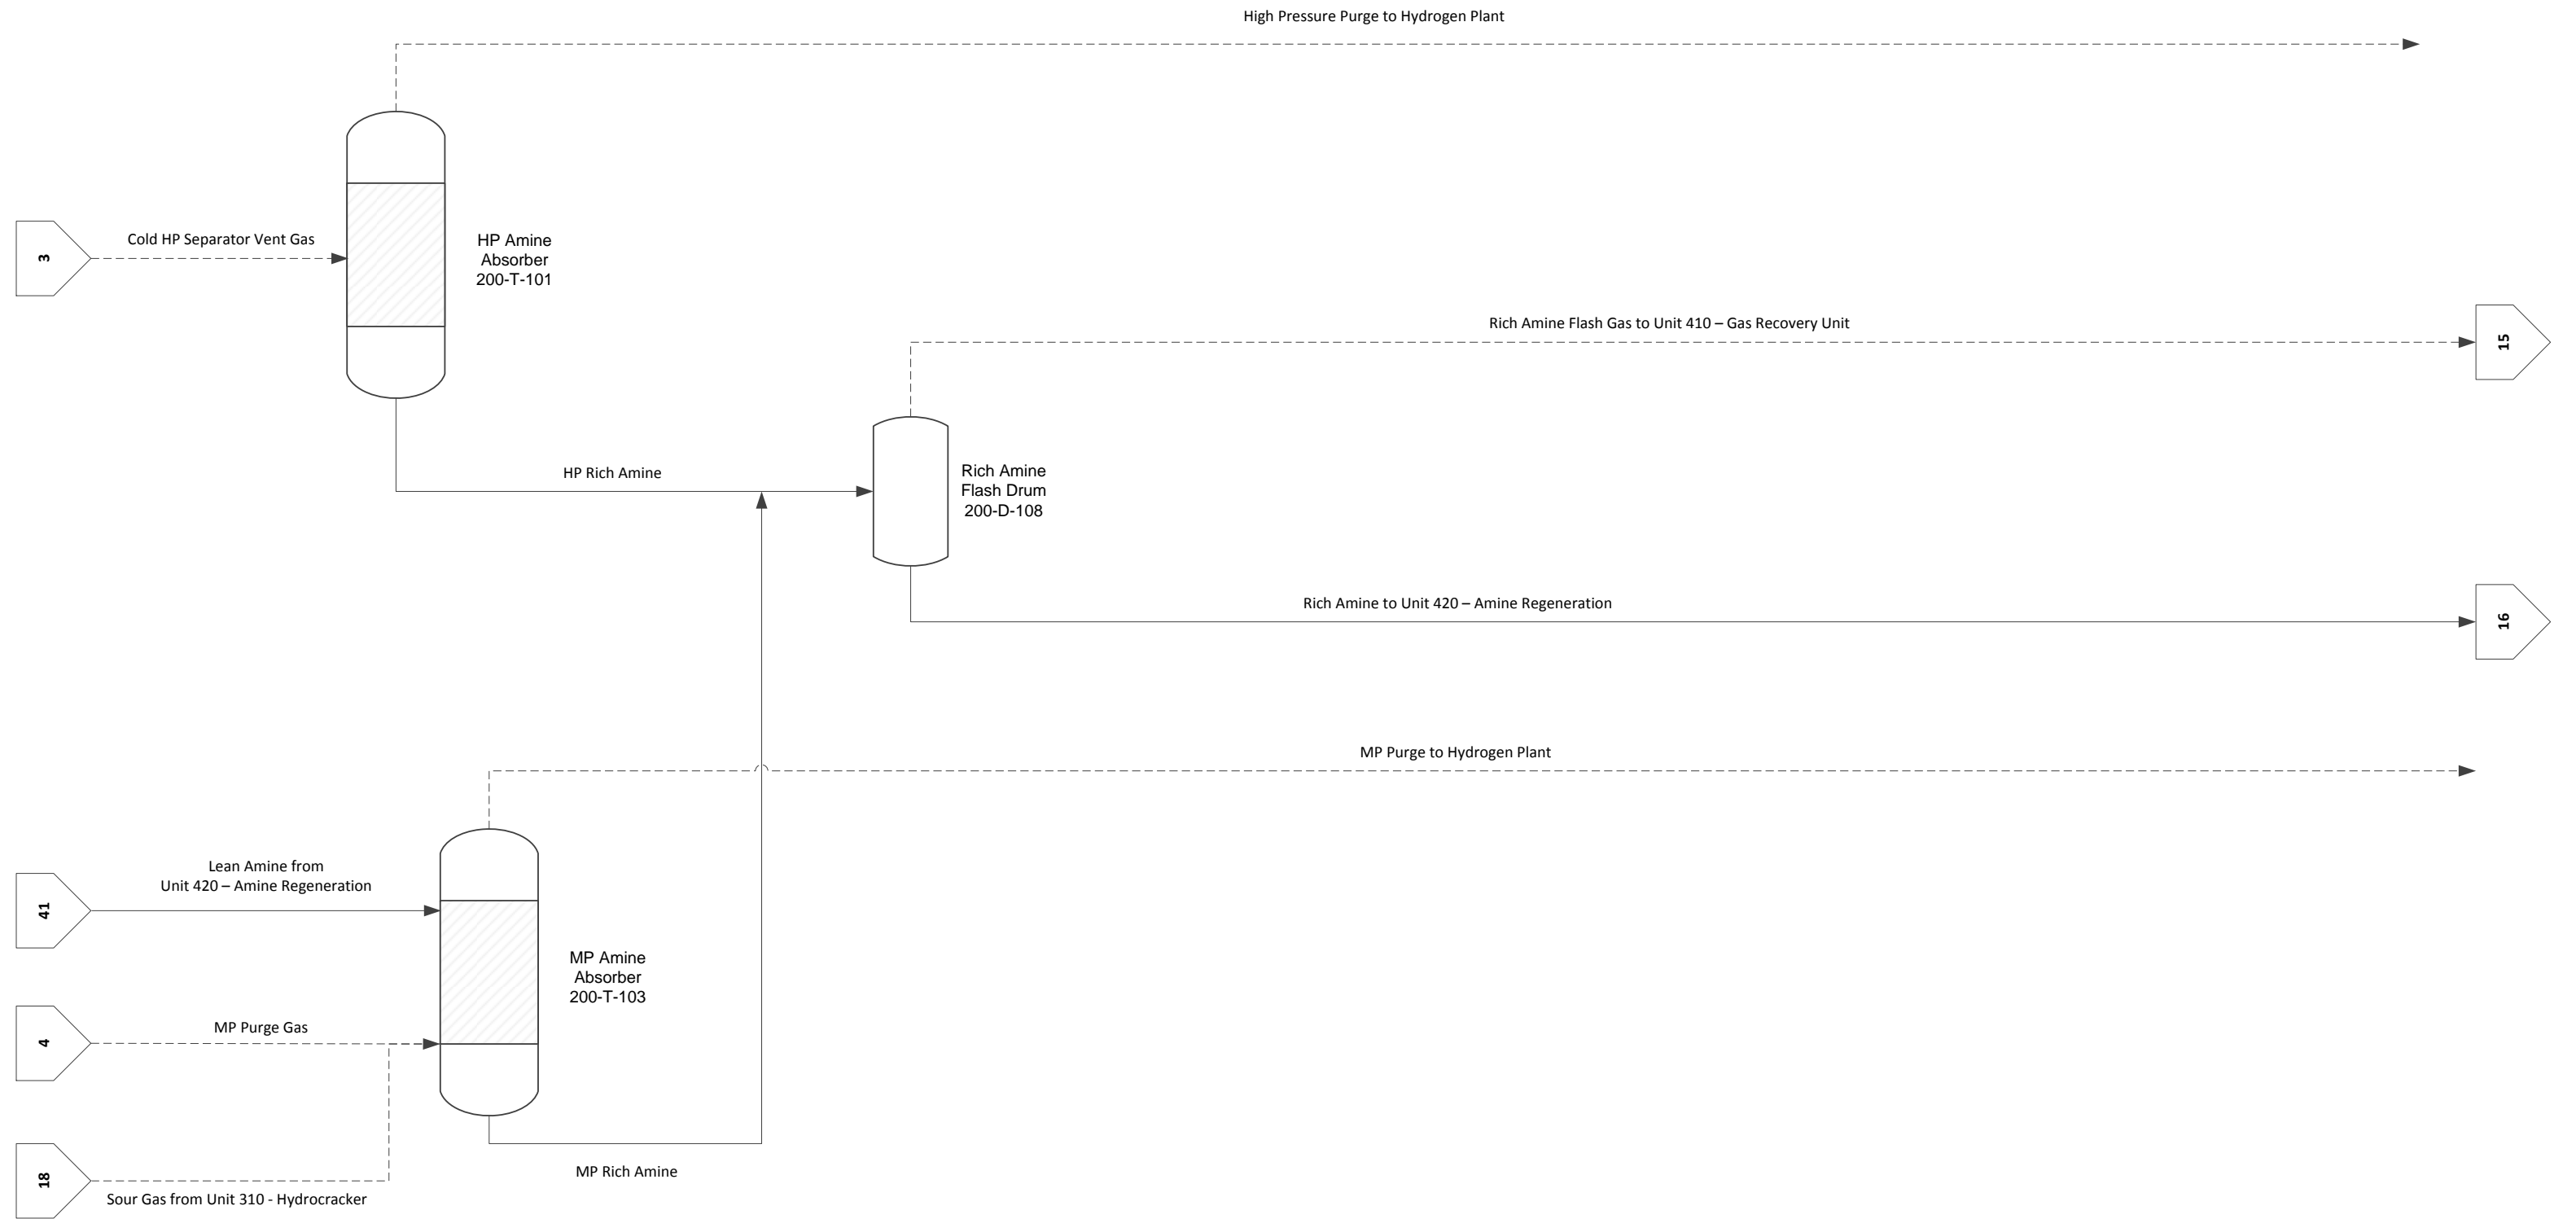 High Pressure Purge to Hydrogen Plant
3
Cold HP Separator Vent Gas
HP Amine
Absorber
200-T-101
Rich Amine Flash Gas to Unit 410 – Gas Recovery Unit
15
HP Rich Amine
Rich Amine
Flash Drum
200-D-108
Rich Amine to Unit 420 – Amine Regeneration
16
MP Purge to Hydrogen Plant
41
Lean Amine from
Unit 420 – Amine Regeneration
MP Amine
Absorber
200-T-103
4
MP Purge Gas
MP Rich Amine
18
Sour Gas from Unit 310 - Hydrocracker